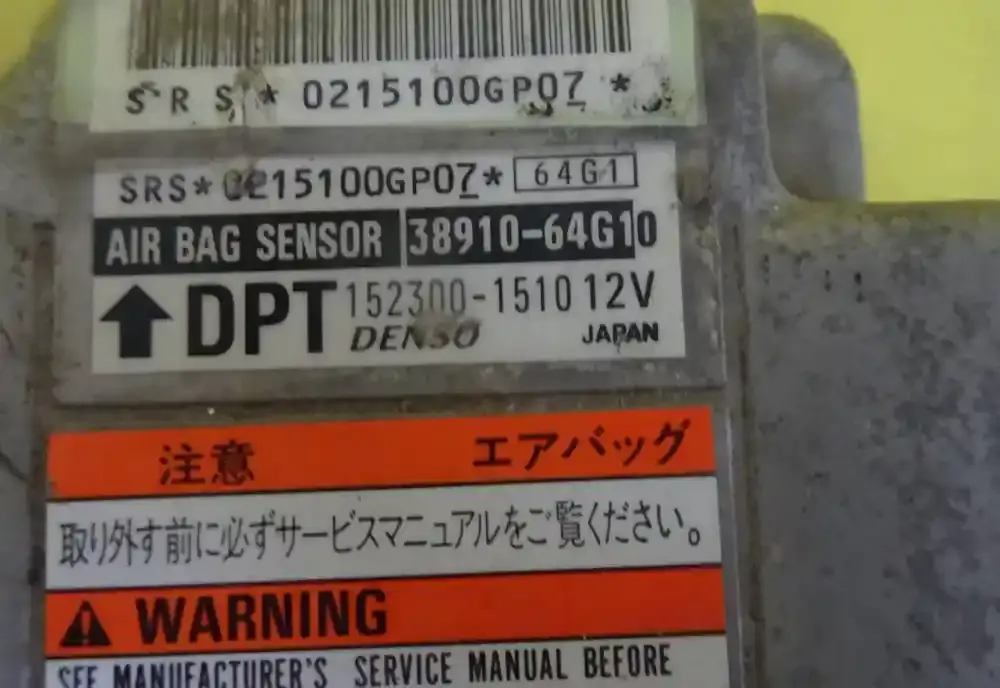 SRS*0215100GP07*
SRS*0215100GP07* 64G1
AIR BAG SENSOR 38910-64G10
DPT 152300-1510 12V
DENSO JAPAN
注意 エアバッグ
取り外す前に必ずサービスマニュアルをご覧ください。
WARNING
SEE MANUFACTURER'S SERVICE MANUAL BEFORE